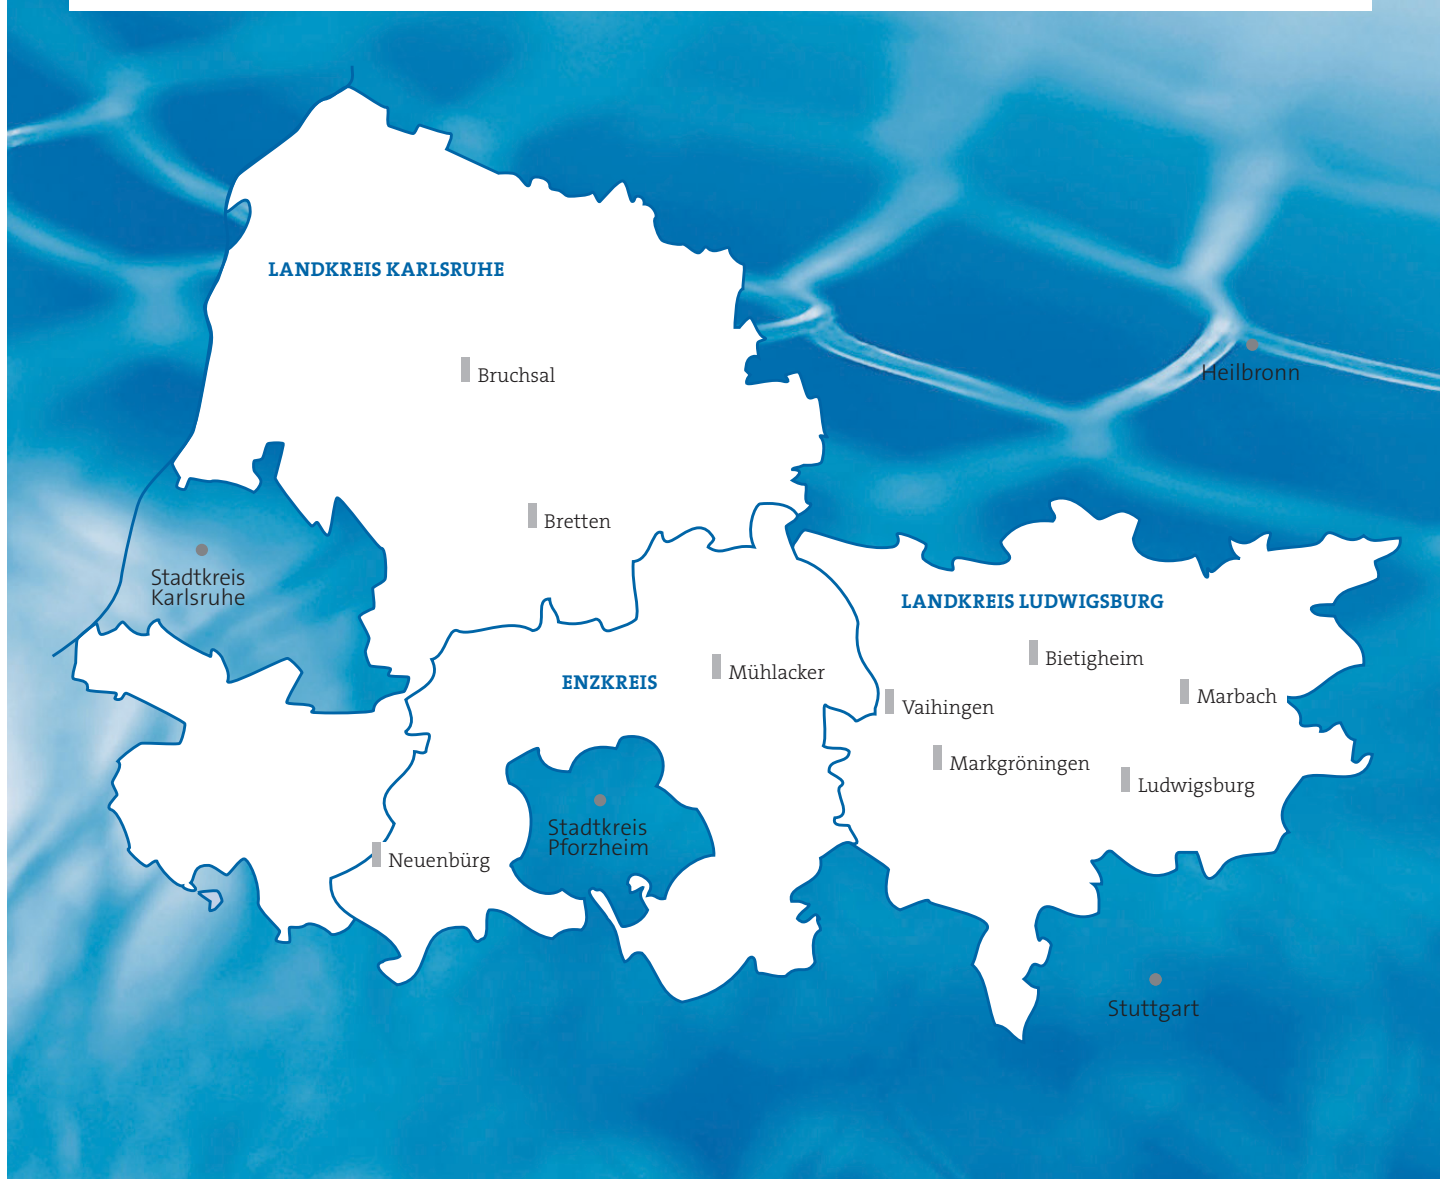 LANDKREIS KARLSRUHE
Bruchsal
Heilbronn
Bretten
Stadtkreis
Karlsruhe
LANDKREIS LUDWIGSBURG
Bietigheim
Mühlacker
ENZKREIS
Marbach
Vaihingen
Markgröningen
Ludwigsburg
Stadtkreis
Pforzheim
Neuenbürg
Stuttgart